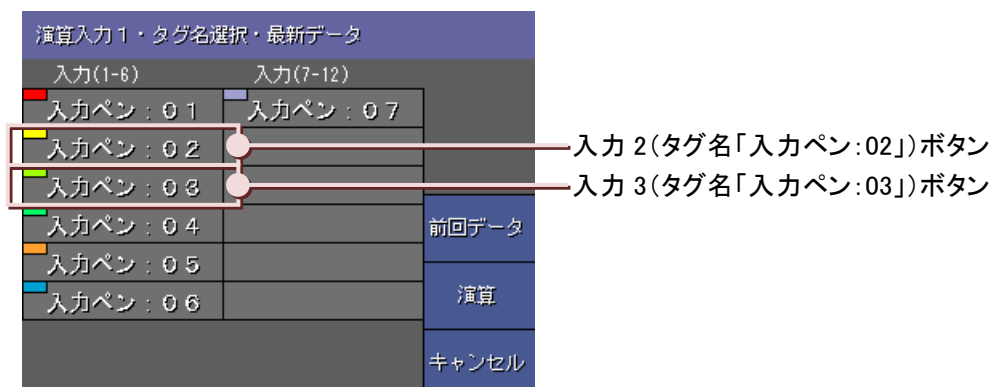 演算入力1・タグ名選択・最新データ
入力(1-6) 入力(7-12)
入力ペン:01 入力ペン:07
入力ペン:02
入力 2(タグ名「入力ペン:02」)ボタン
入力ペン:03
入力 3(タグ名「入力ペン:03」)ボタン
入力ペン:04
前回データ
入力ペン:05
入力ペン:06
演算
キャンセル